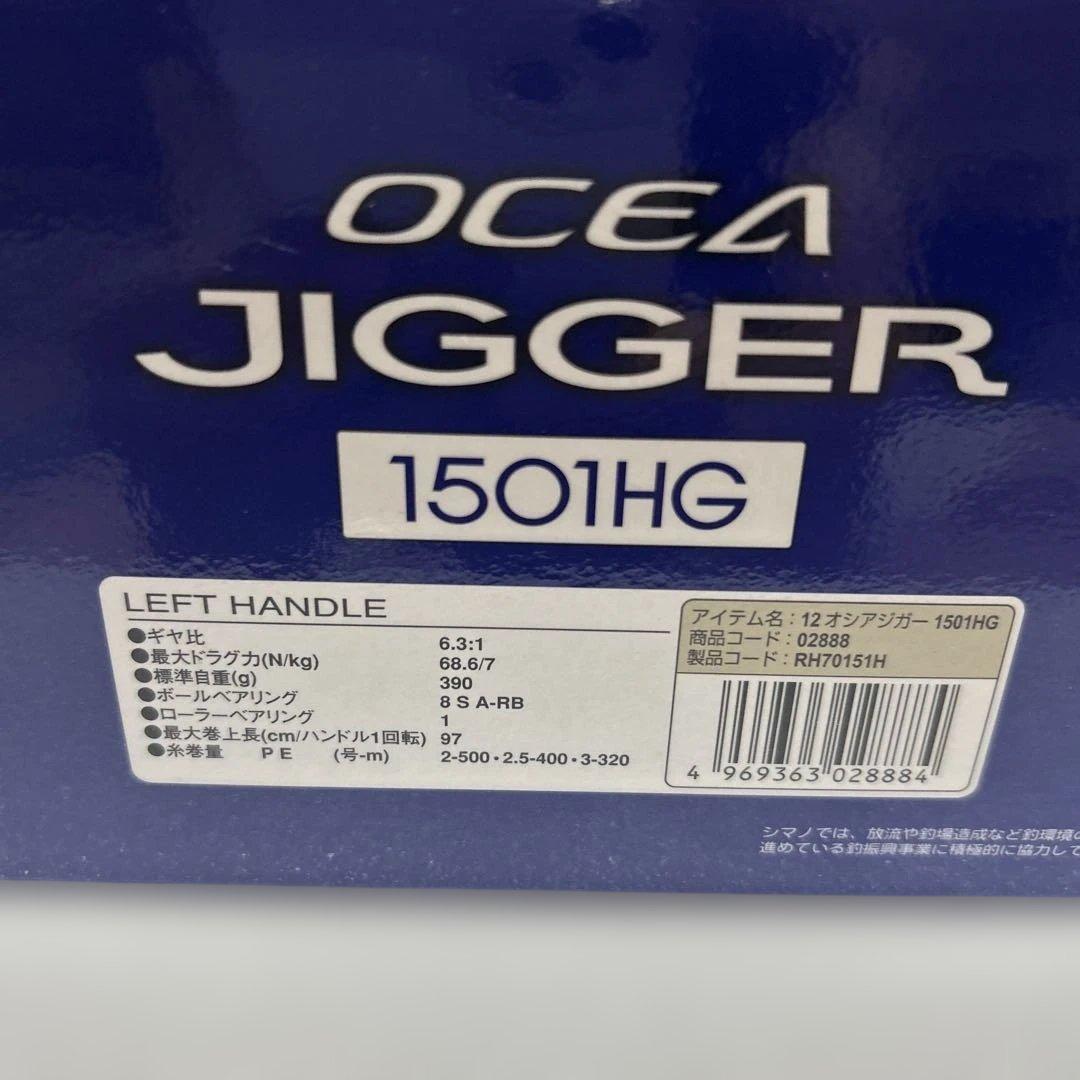 OCEA
JIGGER
1501HG
LEFT HANDLE
●ギヤ比 6.3:1
●最大ドラグ力(N/kg) 68.6/7
●標準自重(g) 390
●ボールベアリング 8 S A-RB
●ローラーベアリング 1
●最大巻上長(cm/ハンドル1回転) 97
●糸巻量 PE (号-m) 2-500・2.5-400・3-320
アイテム名：12 オシアジガー 1501HG
商品コード：02888
製品コード：RH70151H
4 969363 028884
シマノでは、放流や釣場造成など釣環境の
進めている釣振興事業に積極的に協力して